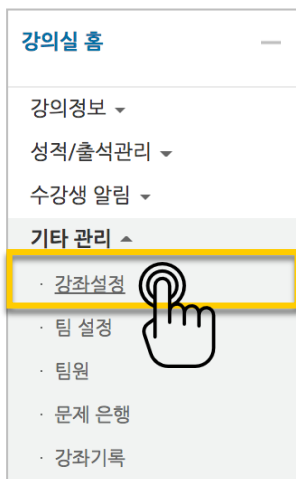 강의실 홈
강의정보
성적/출석관리
수강생 알림
기타 관리
· 강좌설정
· 팀 설정
· 팀원
· 문제 은행
· 강좌기록